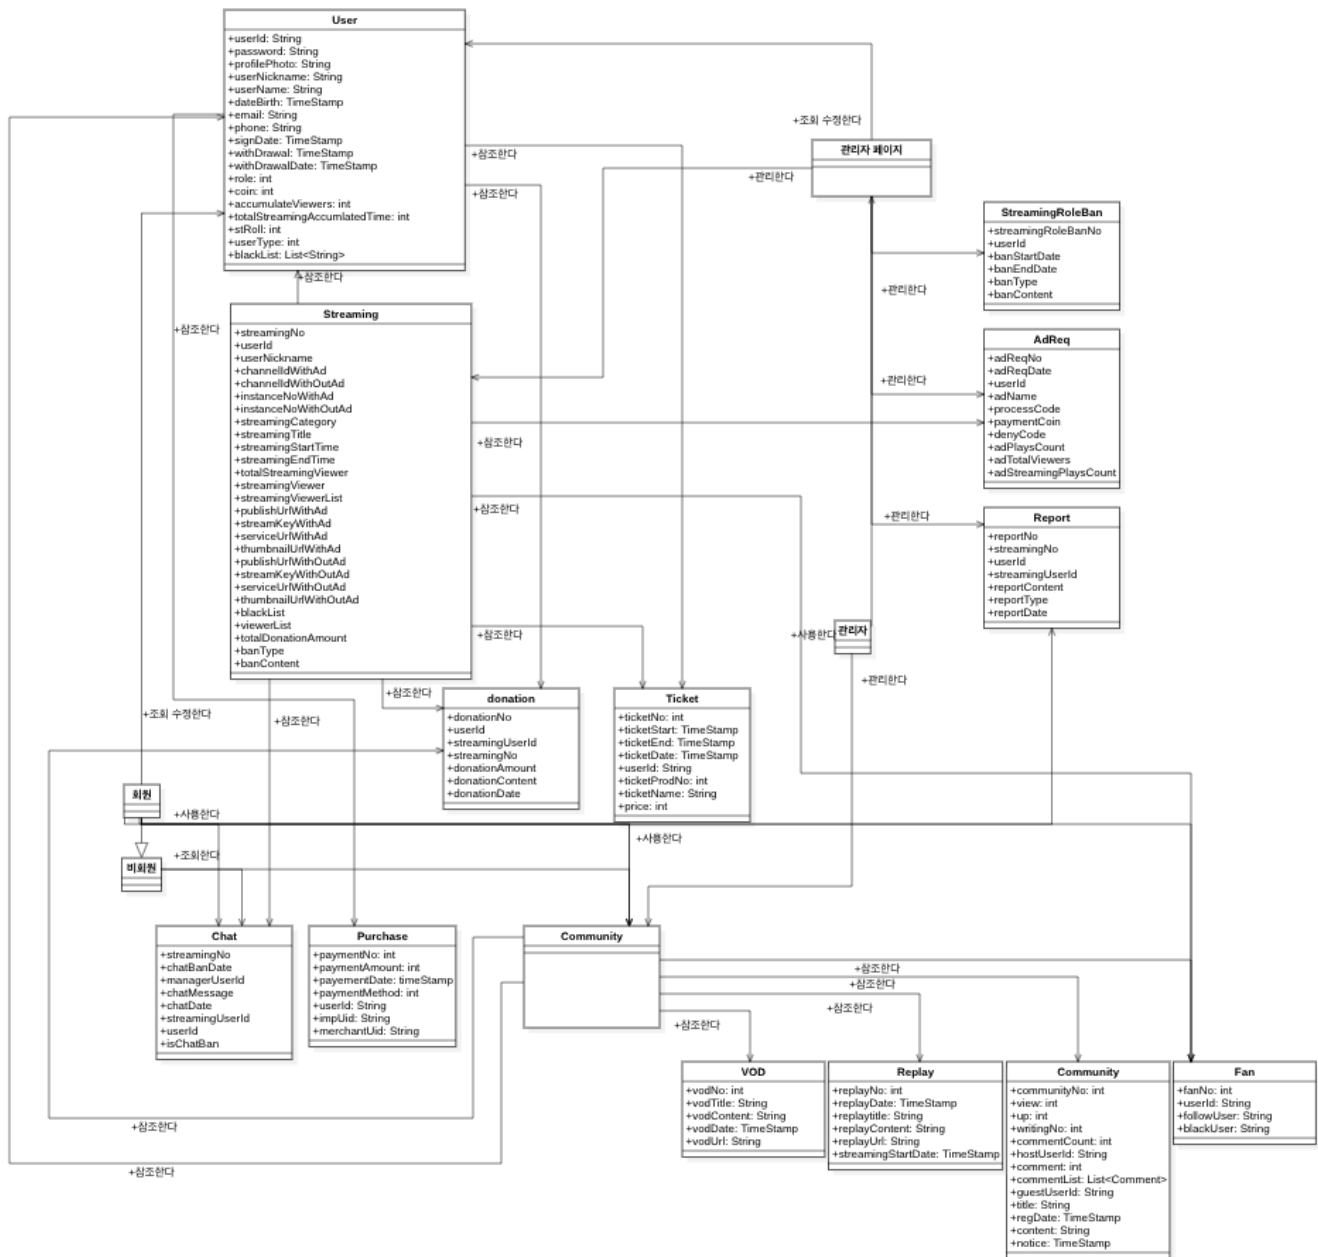 User
+userId: String
+password: String
+profilePhoto: String
+userNickname: String
+userName: String
+dateBirth: TimeStamp
+email: String
+phone: String
+signDate: TimeStamp
+withDrawal: TimeStamp
+withDrawalDate: TimeStamp
+role: int
+coin: int
+accumulateViewers: int
+totalStreamingAccumlatedTime: int
+stRoll: int
+userType: int
+blackList: List<String>
+조회 수정한다
관리자 페이지
+참조한다
+관리한다
+참조한다
StreamingRoleBan
+streamingRoleBanNo
+userId
+banStartDate
+banEndDate
+banType
+banContent
+참조한다
+관리한다
Streaming
+streamingNo
+userId
+userNickname
+channelIdWithAd
+channelIdWithOutAd
+instanceNoWithAd
+instanceNoWithOutAd
+streamingCategory
+streamingTitle
+streamingStartTime
+streamingEndTime
+totalStreamingViewer
+streamingViewer
+streamingViewerList
+publishUrlWithAd
+streamKeyWithAd
+serviceUrlWithAd
+thumbnailUrlWithAd
+publishUrlWithOutAd
+streamKeyWithOutAd
+serviceUrlWithOutAd
+thumbnailUrlWithOutAd
+blackList
+viewerList
+totalDonationAmount
+banType
+banContent
+참조한다
AdReq
+adReqNo
+adReqDate
+userId
+adName
+processCode
+paymentCoin
+denyCode
+adPlaysCount
+adTotalViewers
+adStreamingPlaysCount
+관리한다
+참조한다
+참조한다
+관리한다
Report
+reportNo
+streamingNo
+userId
+streamingUserId
+reportContent
+reportType
+reportDate
+참조한다
+사용한다
관리자
+관리한다
+참조한다
+조회 수정한다
+참조한다
donation
+donationNo
+userId
+streamingUserId
+streamingNo
+donationAmount
+donationContent
+donationDate
Ticket
+ticketNo: int
+ticketStart: TimeStamp
+ticketEnd: TimeStamp
+ticketDate: TimeStamp
+userId: String
+ticketProdNo: int
+ticketName: String
+price: int
회원
+사용한다
+사용한다
+조회한다
비회원
Chat
+streamingNo
+chatBanDate
+managerUserId
+chatMessage
+chatDate
+streamingUserId
+userId
+isChatBan
Purchase
+paymentNo: int
+paymentAmount: int
+payementDate: timeStamp
+paymentMethod: int
+userId: String
+impUid: String
+merchantUid: String
Community
+참조한다
+참조한다
+참조한다
+참조한다
VOD
+vodNo: int
+vodTitle: String
+vodContent: String
+vodDate: TimeStamp
+vodUrl: String
Replay
+replayNo: int
+replayDate: TimeStamp
+replaytitle: String
+replayContent: String
+replayUrl: String
+streamingStartDate: TimeStamp
Community
+communityNo: int
+view: int
+up: int
+writingNo: int
+commentCount: int
+hostUserId: String
+comment: int
+commentList: List<Comment>
+guestUserId: String
+title: String
+regDate: TimeStamp
+content: String
+notice: TimeStamp
Fan
+fanNo: int
+userId: String
+followUser: String
+blackUser: String
+참조한다
+참조한다